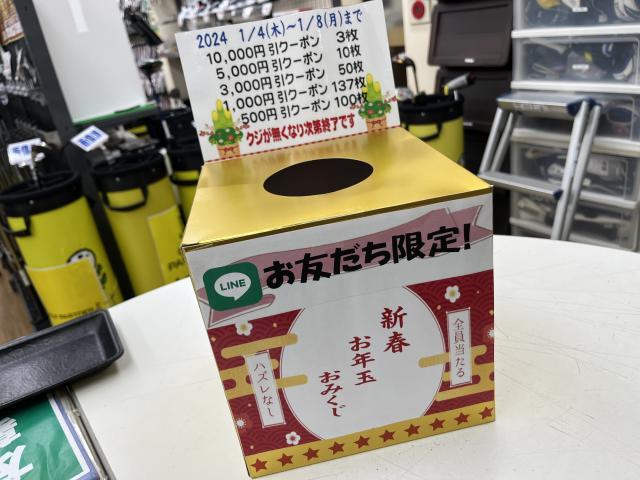 2024 1/4(木)~1/8(月)まで
10,000円引クーポン 3枚
5,000円引クーポン 10枚
3,000円引クーポン 50枚
1,000円引クーポン 137枚
500円引クーポン 100枚
クジが無くなり次第終了です
LINE お友だち限定!
新春
お年玉
おみくじ
全員当たる
ハズレなし